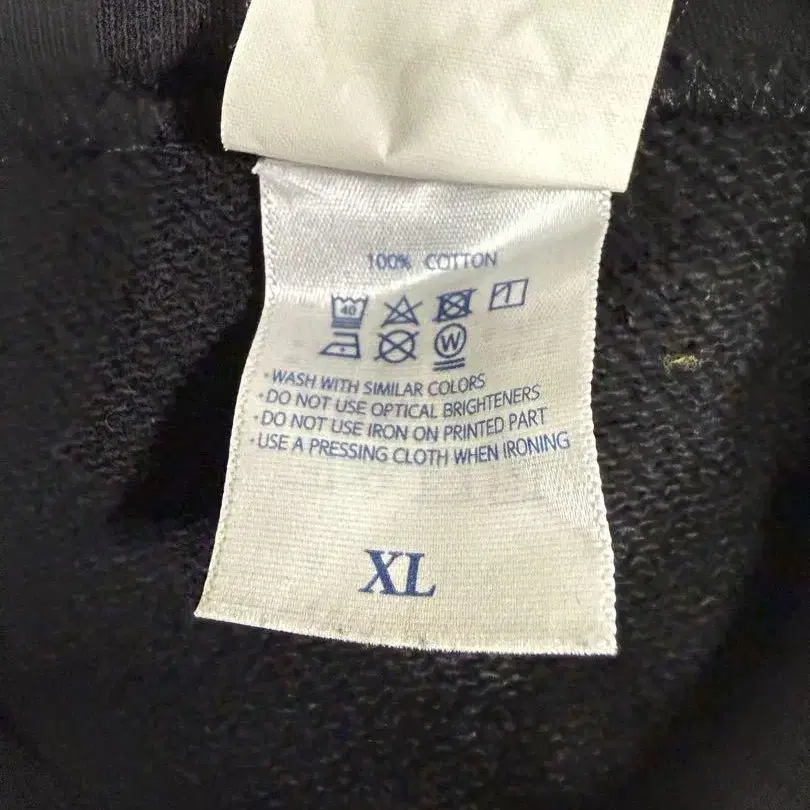 100% COTTON
40
W
·WASH WITH SIMILAR COLORS
·DO NOT USE OPTICAL BRIGHTENERS
·DO NOT USE IRON ON PRINTED PART
·USE A PRESSING CLOTH WHEN IRONING
XL